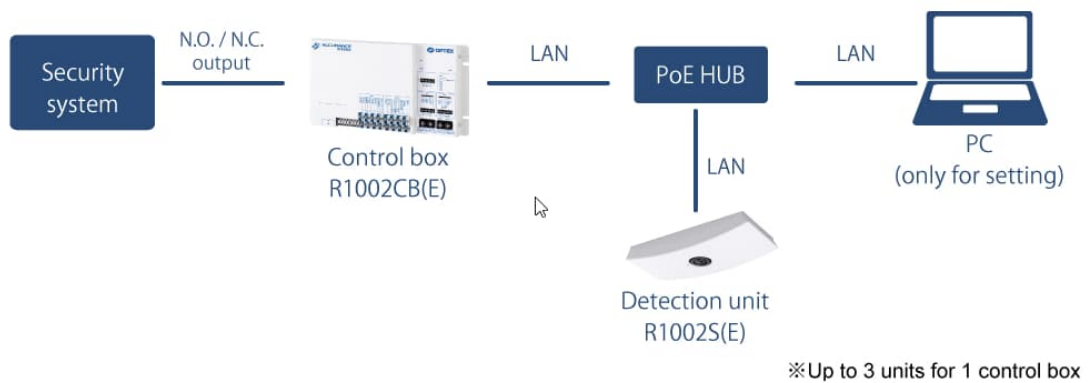 Security
system
N.O. / N.C.
output
LAN
PoE HUB
LAN
LAN
OPTEX
Control box
R1002CB(E)
PC
(only for setting)
Detection unit
R1002S(E)
※Up to 3 units for 1 control box